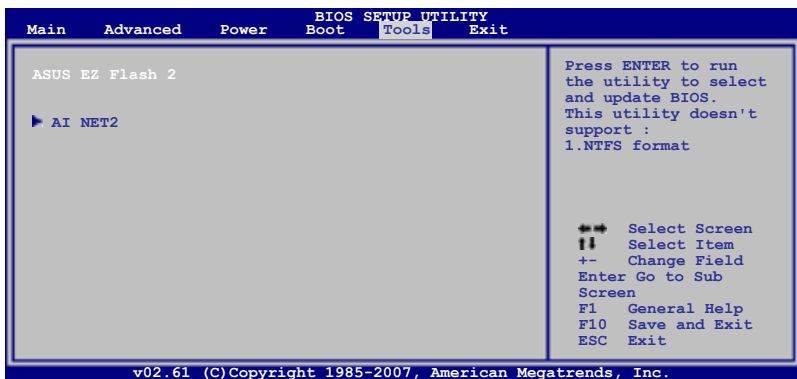 BIOS SETUP UTILITY
Main Advanced Power Boot Tools Exit
ASUS EZ Flash 2
AI NET2
Press ENTER to run
the utility to select
and update BIOS.
This utility doesn't
support :
1.NTFS format
Select Screen
Select Item
+- Change Field
Enter Go to Sub
Screen
F1 General Help
F10 Save and Exit
ESC Exit
v02.61 (C)Copyright 1985-2007, American Megatrends, Inc.